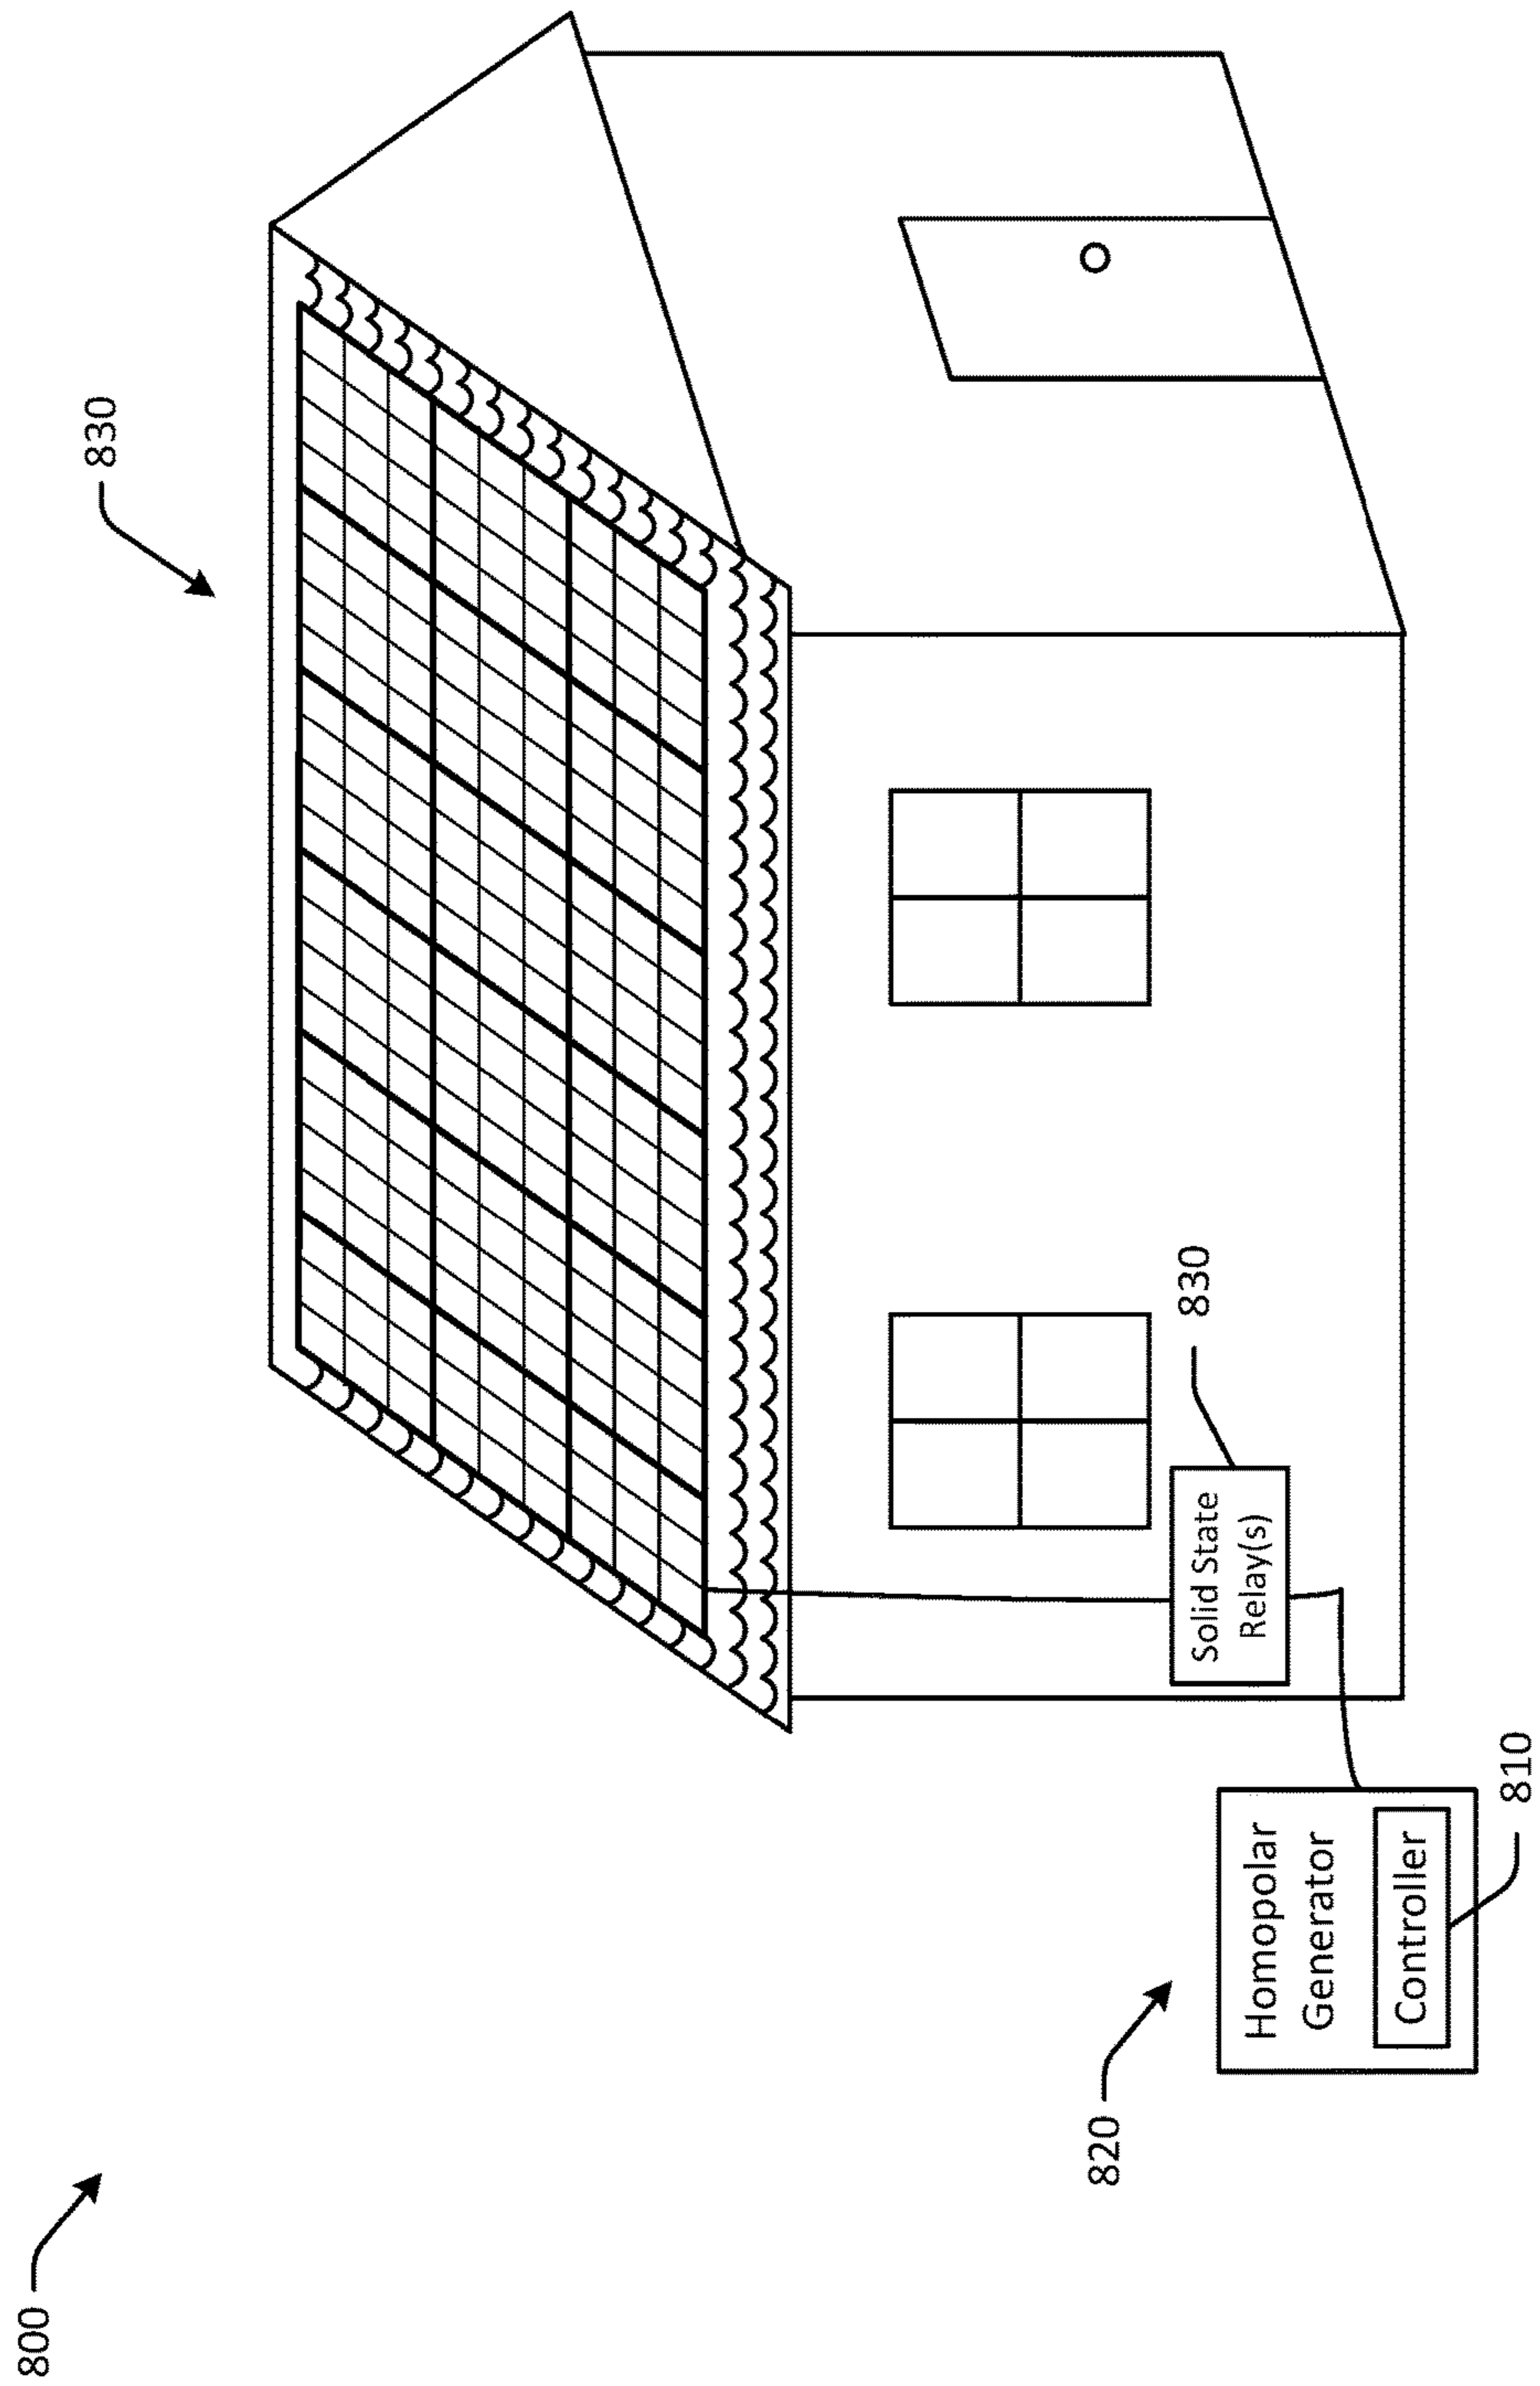 800
830
820
830
Solid State
Relay(s)
Homopolar
Generator
Controller
810